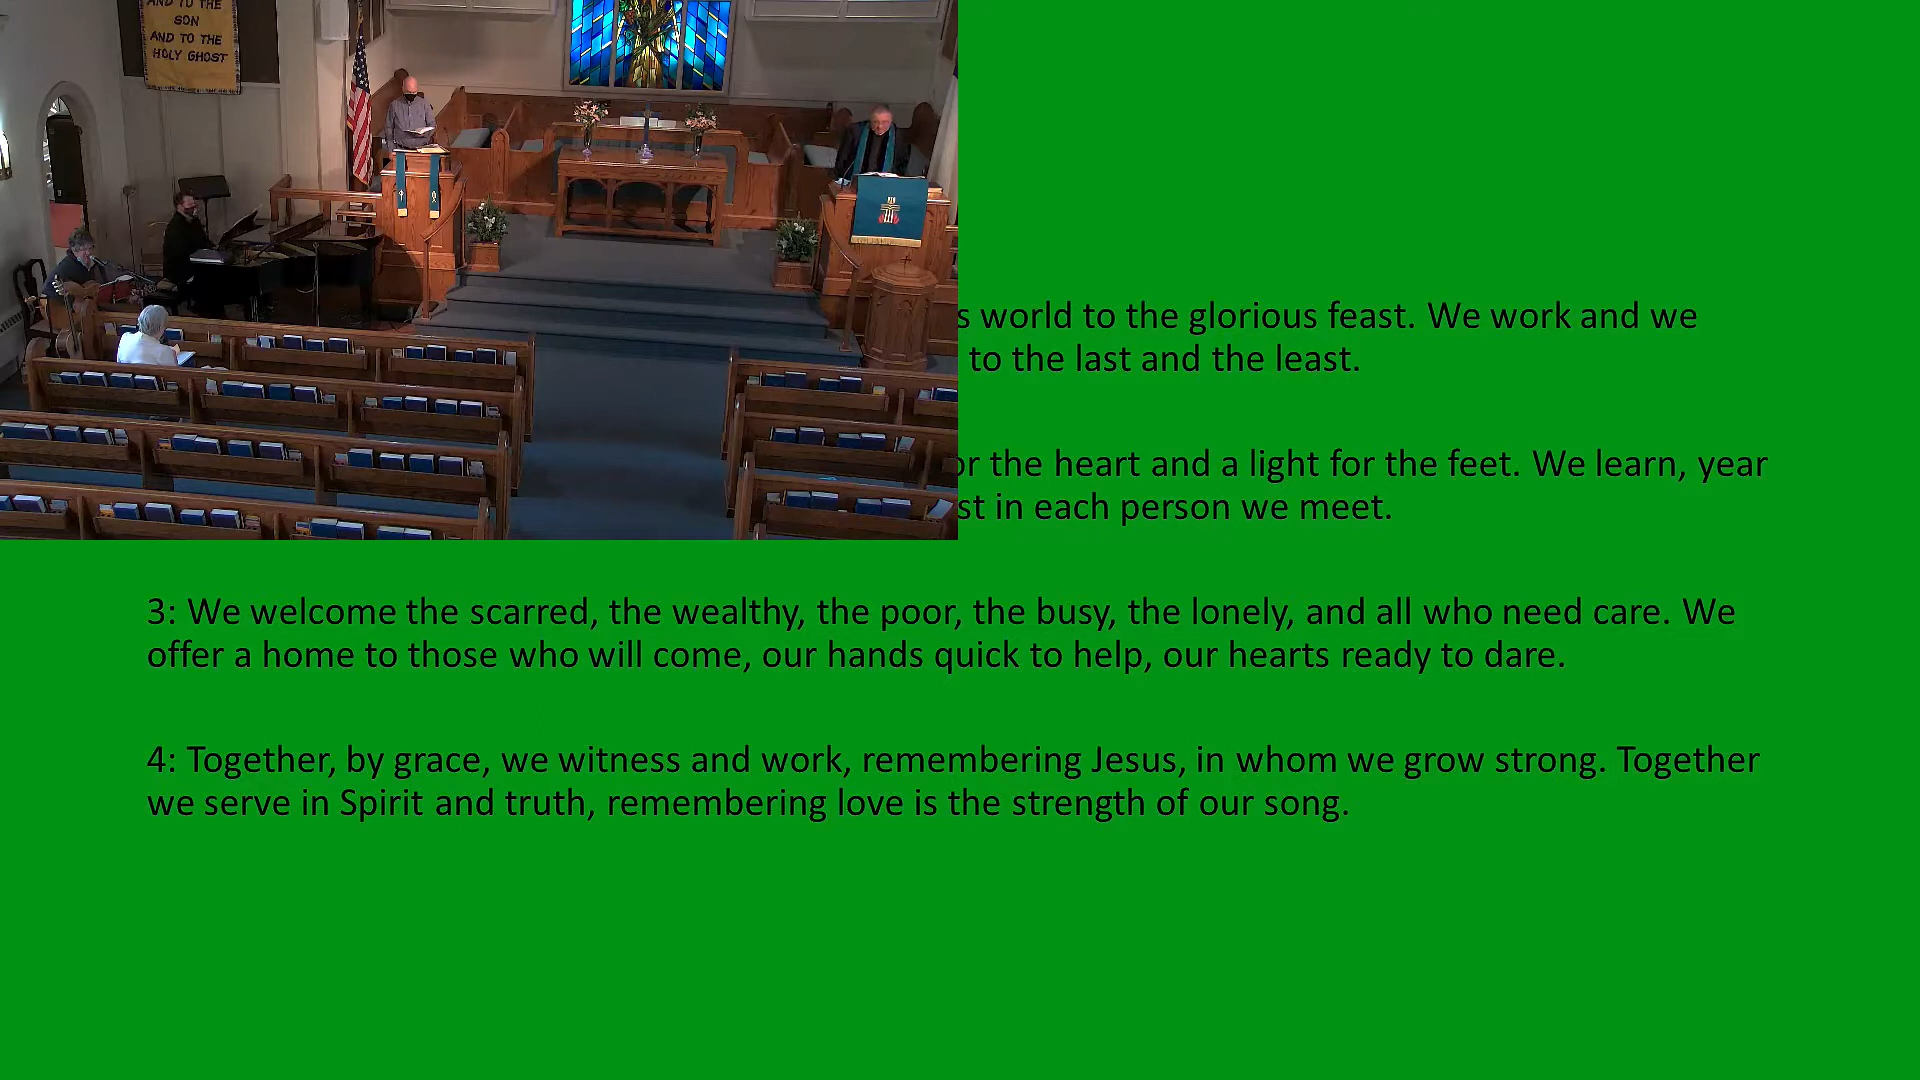 AND TO THE
SON
AND TO THE
HOLY GHOST
s world to the glorious feast. We work and we
to the last and the least.
or the heart and a light for the feet. We learn, year
st in each person we meet.
3: We welcome the scarred, the wealthy, the poor, the busy, the lonely, and all who need care. We
offer a home to those who will come, our hands quick to help, our hearts ready to dare.
4: Together, by grace, we witness and work, remembering Jesus, in whom we grow strong. Together
we serve in Spirit and truth, remembering love is the strength of our song.